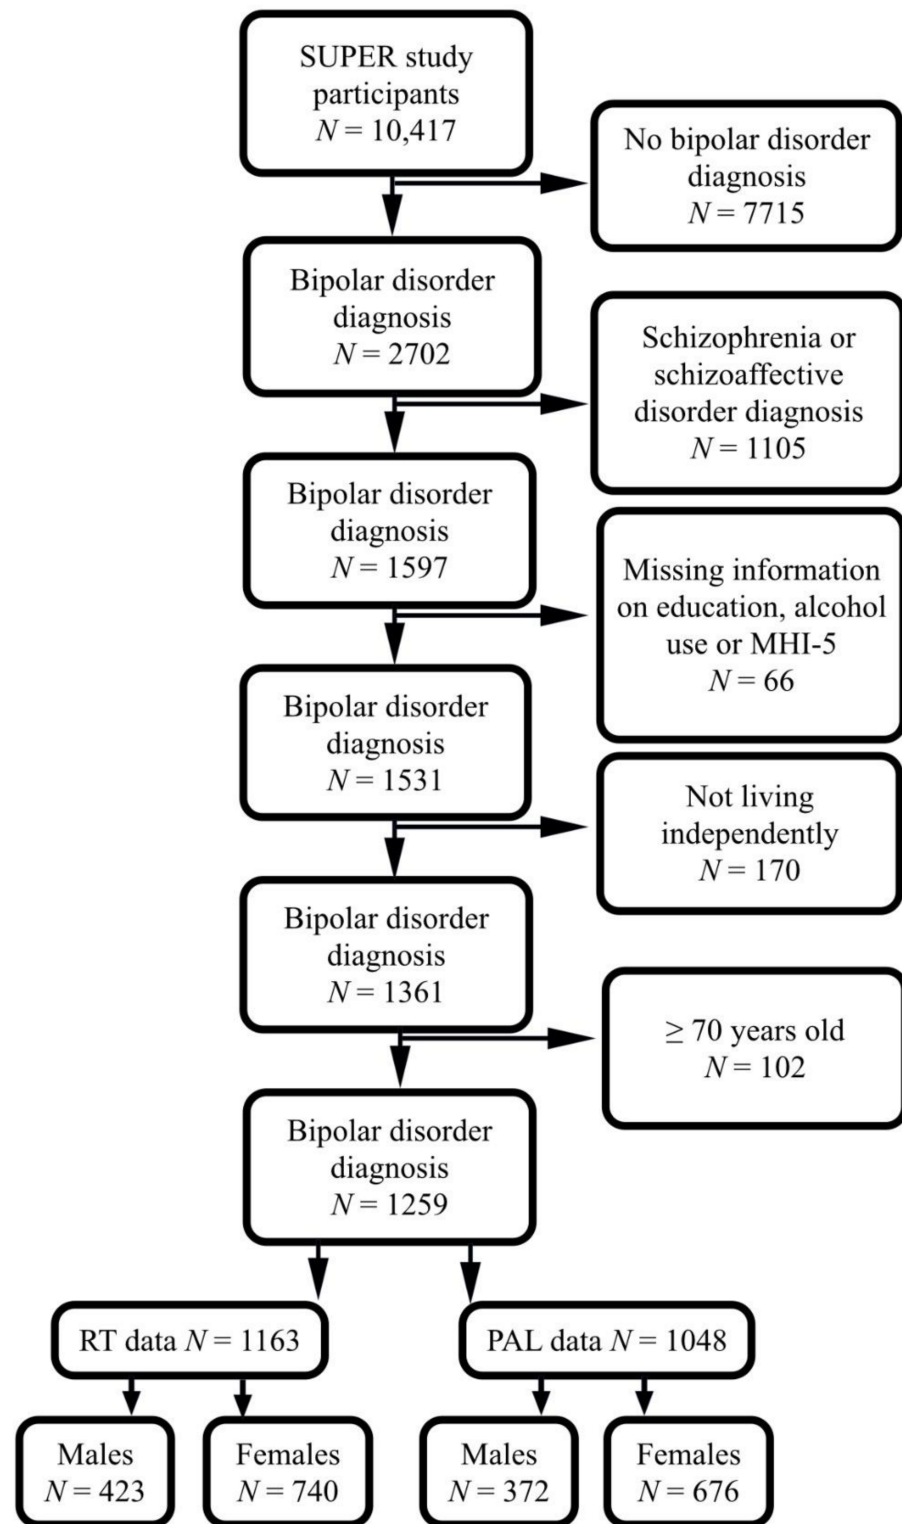 SUPER study
participants
N = 10,417
No bipolar disorder
diagnosis
N = 7715
Bipolar disorder
diagnosis
N = 2702
Schizophrenia or
schizoaffective
disorder diagnosis
N = 1105
Bipolar disorder
diagnosis
N = 1597
Missing information
on education, alcohol
use or MHI-5
N = 66
Bipolar disorder
diagnosis
N = 1531
Not living
independently
N = 170
Bipolar disorder
diagnosis
N = 1361
≥ 70 years old
N = 102
Bipolar disorder
diagnosis
N = 1259
RT data N = 1163
PAL data N = 1048
Males
N = 423
Females
N = 740
Males
N = 372
Females
N = 676